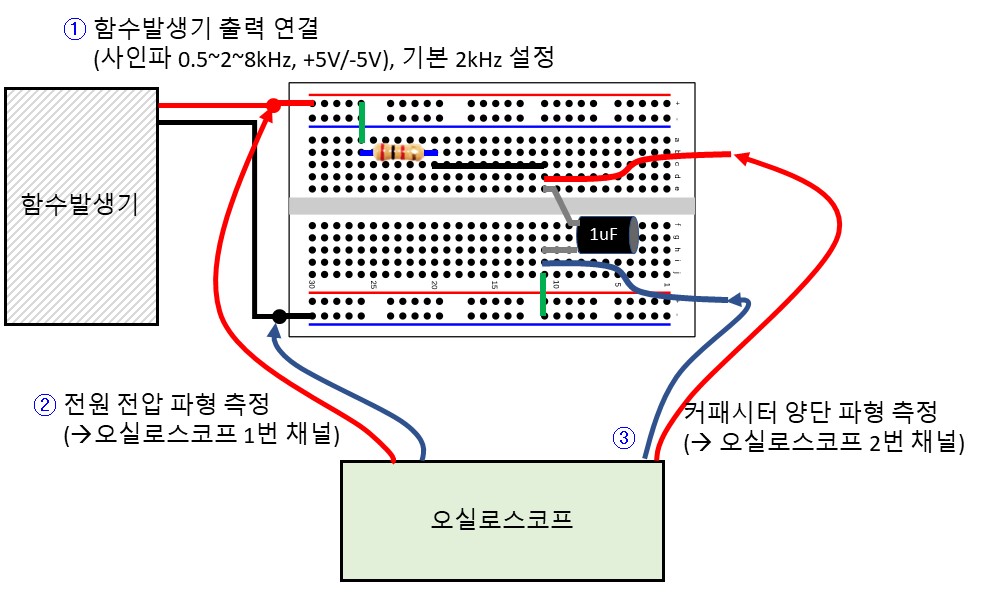 ① 함수발생기 출력 연결
(사인파 0.5~2~8kHz, +5V/-5V), 기본 2kHz 설정
함수발생기
+
-
a
b
c
d
e
1uF
f
g
h
i
j
30
25
20
15
10
5
1
+
-
② 전원 전압 파형 측정
(→오실로스코프 1번 채널)
③
커패시터 양단 파형 측정
(→ 오실로스코프 2번 채널)
오실로스코프